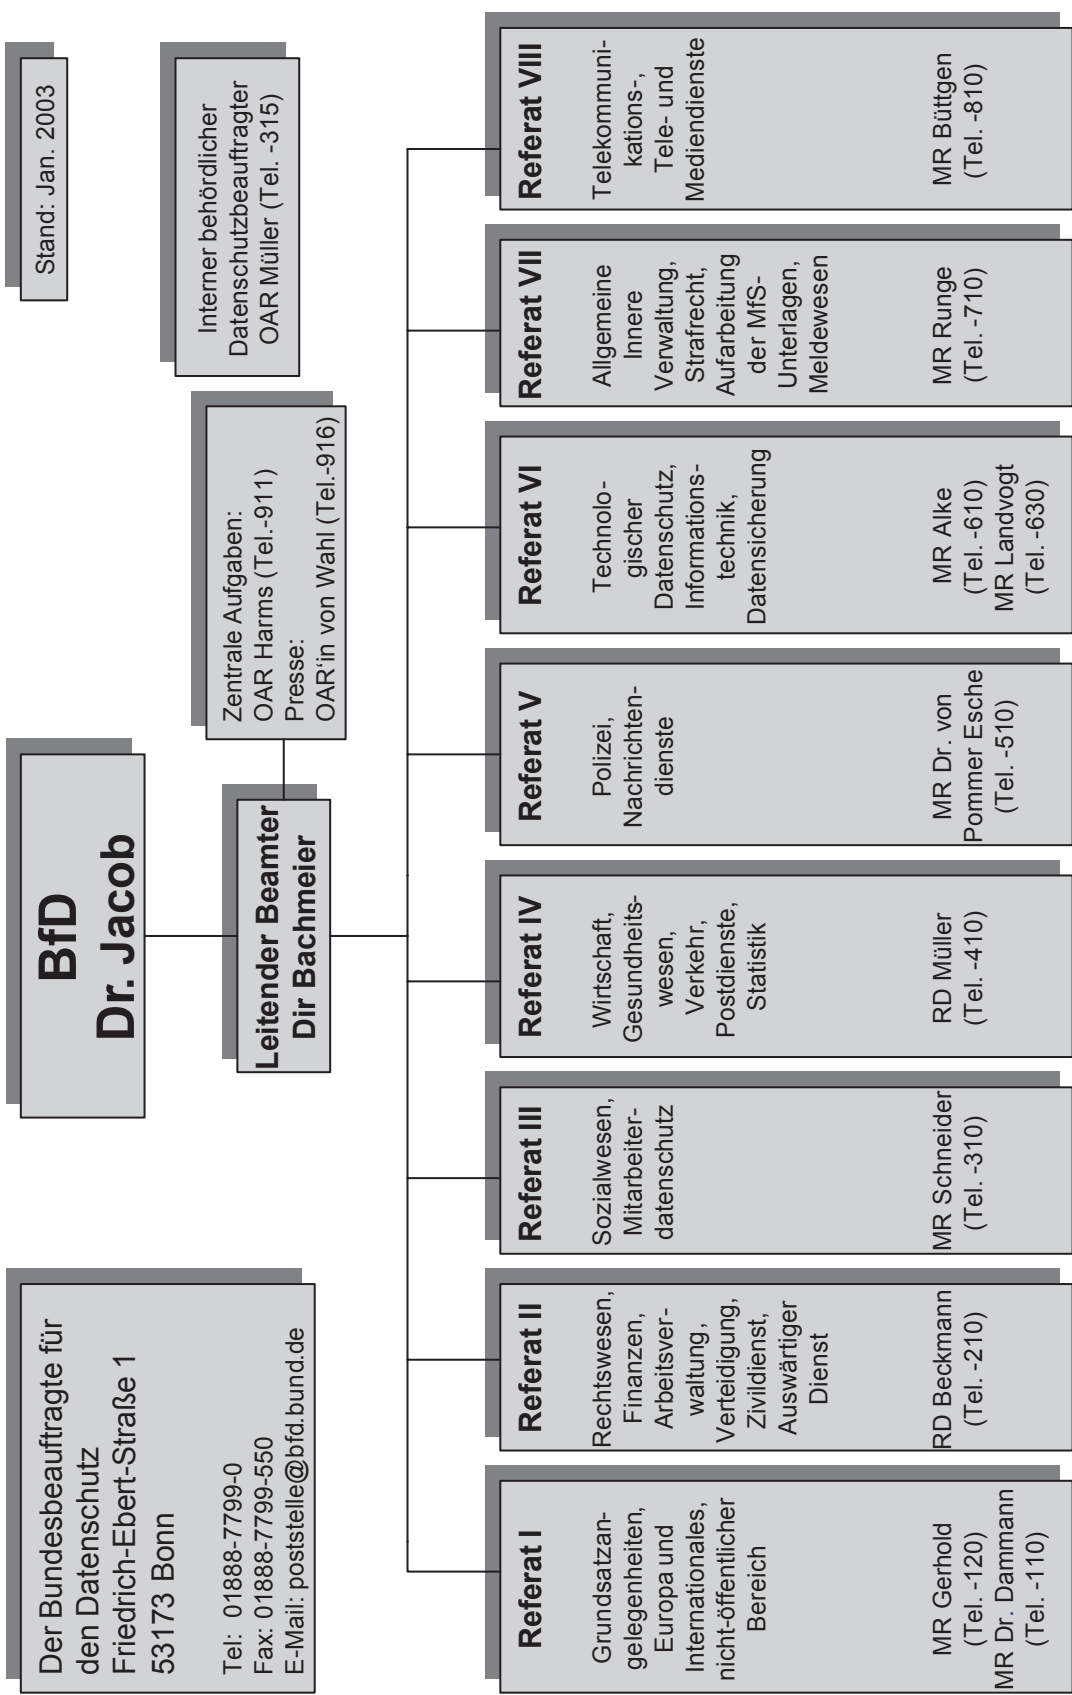 Der Bundesbeauftragte für
den Datenschutz
Friedrich-Ebert-Straße 1
53173 Bonn
Tel: 01888-7799-0
Fax: 01888-7799-550
E-Mail: poststelle@bfd.bund.de
BfD
Dr. Jacob
Stand: Jan. 2003
Interner behördlicher
Datenschutzbeauftragter
OAR Müller (Tel. -315)
Leitender Beamter
Dir Bachmeier
Zentrale Aufgaben:
OAR Harms (Tel.-911)
Presse:
OAR‘in von Wahl (Tel.-916)
Referat I
Grundsatzan-
gelegenheiten,
Europa und
Internationales,
nicht-öffentlicher
Bereich
MR Gerhold
(Tel. -120)
MR Dr. Dammann
(Tel. -110)
Referat II
Rechtswesen,
Finanzen,
Arbeitsver-
waltung,
Verteidigung,
Zivildienst,
Auswärtiger
Dienst
RD Beckmann
(Tel. -210)
Referat III
Sozialwesen,
Mitarbeiter-
datenschutz
MR Schneider
(Tel. -310)
Referat IV
Wirtschaft,
Gesundheits-
wesen,
Verkehr,
Postdienste,
Statistik
RD Müller
(Tel. -410)
Referat V
Polizei,
Nachrichten-
dienste
MR Dr. von
Pommer Esche
(Tel. -510)
Referat VI
Technolo-
gischer
Datenschutz,
Informations-
technik,
Datensicherung
MR Alke
(Tel. -610)
MR Landvogt
(Tel. -630)
Referat VII
Allgemeine
Innere
Verwaltung,
Strafrecht,
Aufarbeitung
der MfS-
Unterlagen,
Meldewesen
MR Runge
(Tel. -710)
Referat VIII
Telekommuni-
kations-,
Tele- und
Mediendienste
MR Büttgen
(Tel. -810)